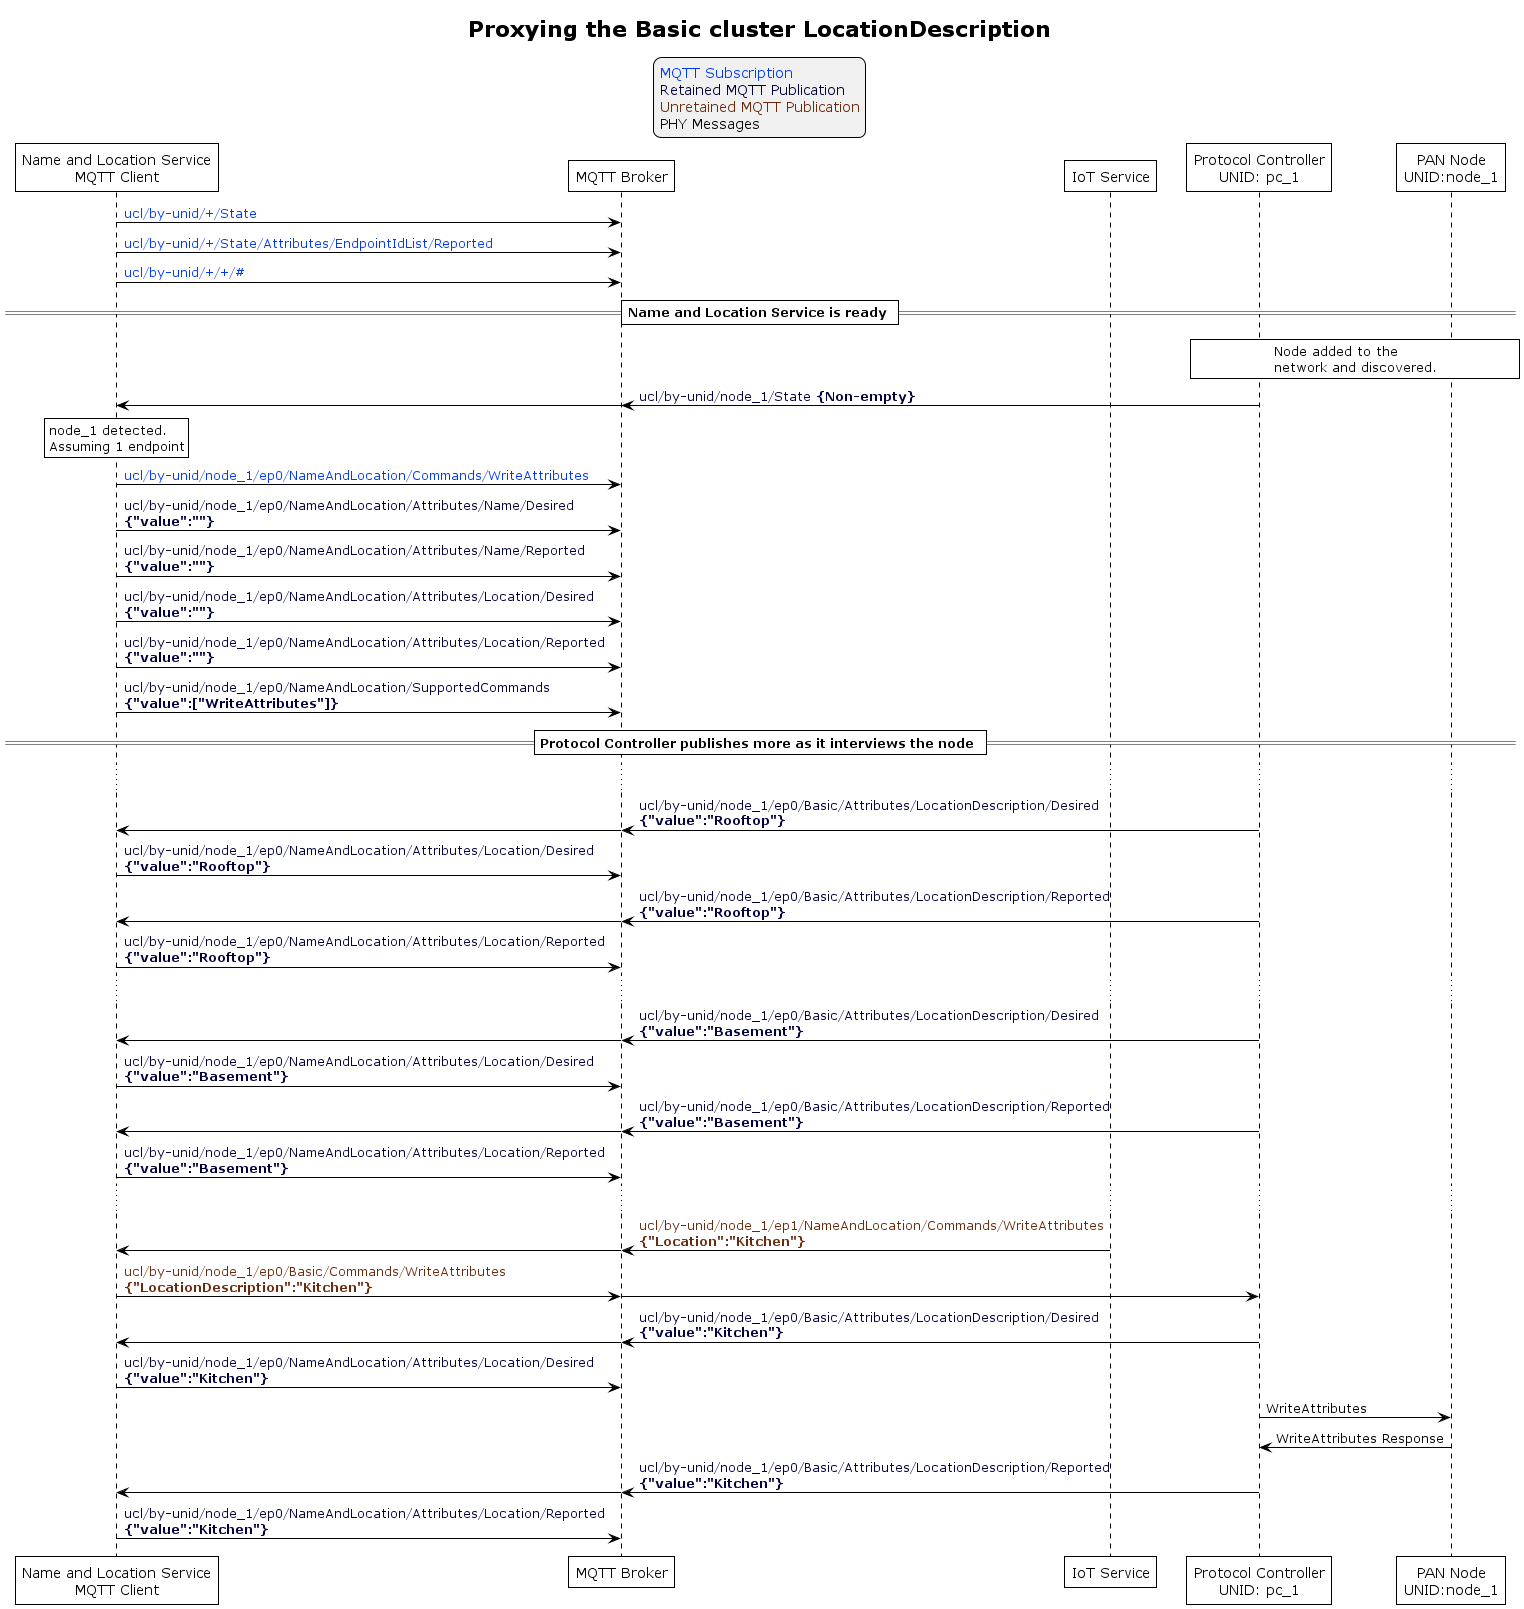 Proxying the Basic cluster LocationDescription
MQTT Subscription
Retained MQTT Publication
Unretained MQTT Publication
PHY Messages
Name and Location Service
MQTT Client
MQTT Broker
IoT Service
Protocol Controller
UNID: pc_1
PAN Node
UNID:node_1
ucl/by-unid/+/State
ucl/by-unid/+/State/Attributes/EndpointIdList/Reported
ucl/by-unid/+/+/#
Name and Location Service is ready
Node added to the
network and discovered.
ucl/by-unid/node_1/State {Non-empty}
node_1 detected.
Assuming 1 endpoint
ucl/by-unid/node_1/ep0/NameAndLocation/Commands/WriteAttributes
ucl/by-unid/node_1/ep0/NameAndLocation/Attributes/Name/Desired
{"value":""}
ucl/by-unid/node_1/ep0/NameAndLocation/Attributes/Name/Reported
{"value":""}
ucl/by-unid/node_1/ep0/NameAndLocation/Attributes/Location/Desired
{"value":""}
ucl/by-unid/node_1/ep0/NameAndLocation/Attributes/Location/Reported
{"value":""}
ucl/by-unid/node_1/ep0/NameAndLocation/SupportedCommands
{"value":["WriteAttributes"]}
Protocol Controller publishes more as it interviews the node
ucl/by-unid/node_1/ep0/Basic/Attributes/LocationDescription/Desired
{"value":"Rooftop"}
ucl/by-unid/node_1/ep0/NameAndLocation/Attributes/Location/Desired
{"value":"Rooftop"}
ucl/by-unid/node_1/ep0/Basic/Attributes/LocationDescription/Reported
{"value":"Rooftop"}
ucl/by-unid/node_1/ep0/NameAndLocation/Attributes/Location/Reported
{"value":"Rooftop"}
ucl/by-unid/node_1/ep0/Basic/Attributes/LocationDescription/Desired
{"value":"Basement"}
ucl/by-unid/node_1/ep0/NameAndLocation/Attributes/Location/Desired
{"value":"Basement"}
ucl/by-unid/node_1/ep0/Basic/Attributes/LocationDescription/Reported
{"value":"Basement"}
ucl/by-unid/node_1/ep0/NameAndLocation/Attributes/Location/Reported
{"value":"Basement"}
ucl/by-unid/node_1/ep1/NameAndLocation/Commands/WriteAttributes
{"Location":"Kitchen"}
ucl/by-unid/node_1/ep0/Basic/Commands/WriteAttributes
{"LocationDescription":"Kitchen"}
ucl/by-unid/node_1/ep0/Basic/Attributes/LocationDescription/Desired
{"value":"Kitchen"}
ucl/by-unid/node_1/ep0/NameAndLocation/Attributes/Location/Desired
{"value":"Kitchen"}
WriteAttributes
WriteAttributes Response
ucl/by-unid/node_1/ep0/Basic/Attributes/LocationDescription/Reported
{"value":"Kitchen"}
ucl/by-unid/node_1/ep0/NameAndLocation/Attributes/Location/Reported
{"value":"Kitchen"}
Name and Location Service
MQTT Client
MQTT Broker
IoT Service
Protocol Controller
UNID: pc_1
PAN Node
UNID:node_1